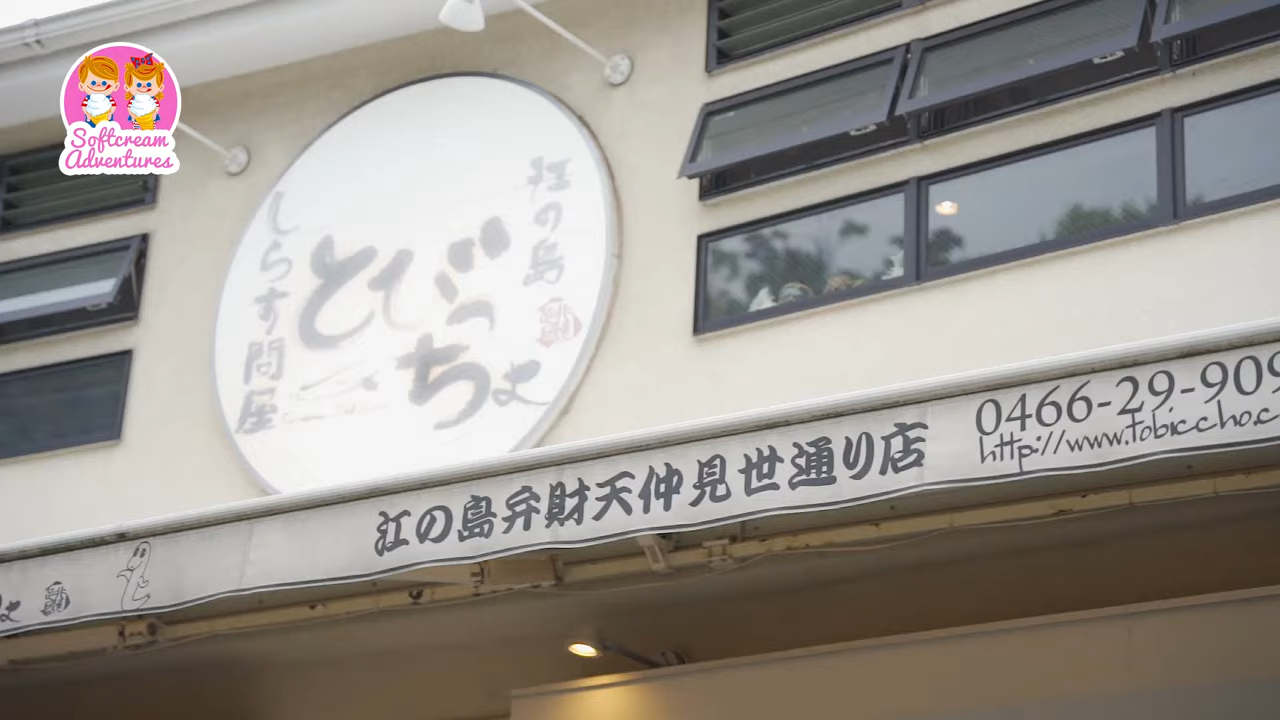 Softcream
Adventures
江の島
とびっちょ
しらす問屋
江の島弁財天仲見世通り店
0466-29-909
http://www.tobiccho.c